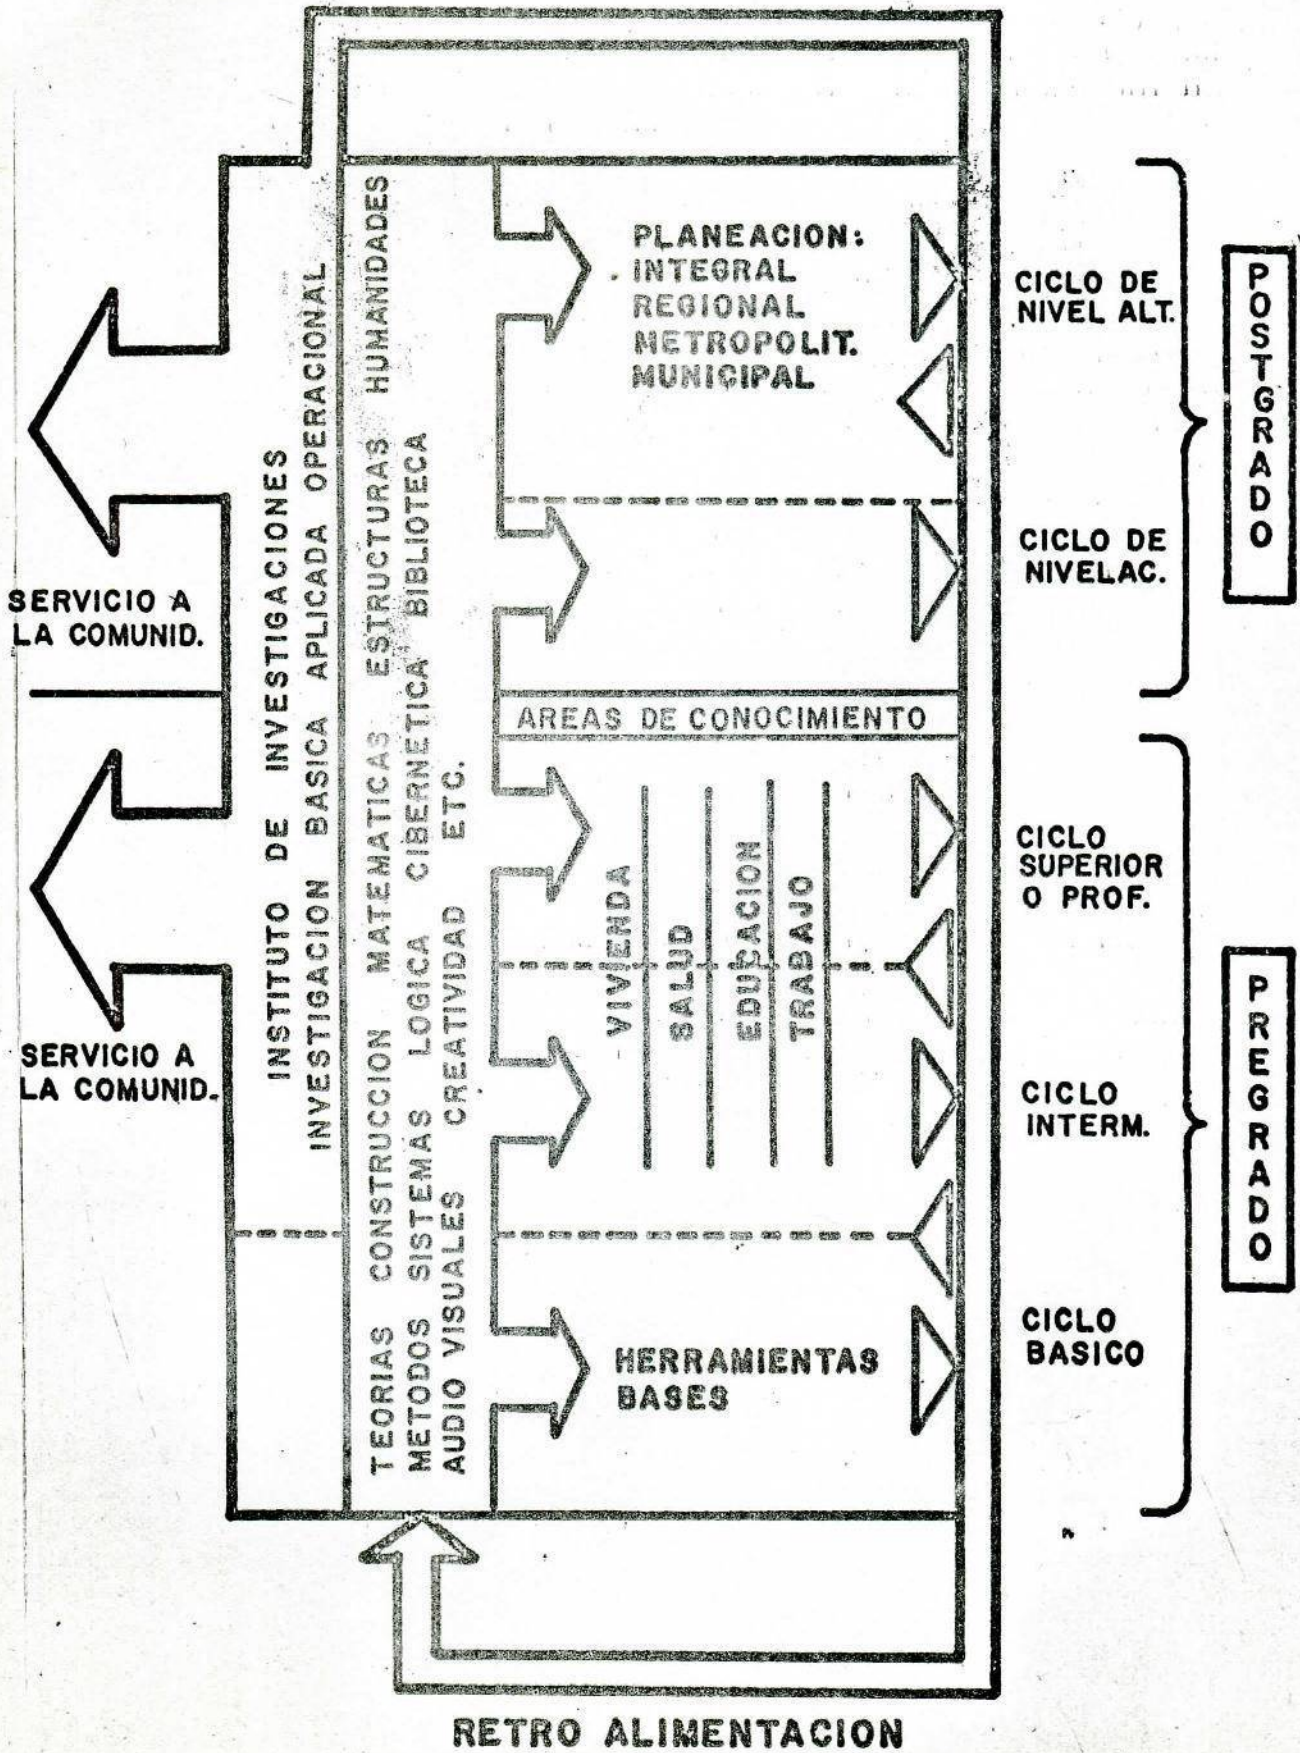 PLANEACION:
INTEGRAL
REGIONAL
METROPOLIT.
MUNICIPAL
CICLO DE
NIVEL ALT.
POSTGRADO
CICLO DE
NIVELAC.
SERVICIO A
LA COMUNID.
INSTITUTO DE INVESTIGACIONES
INVESTIGACION BASICA APLICADA OPERACIONAL
TEORIAS CONSTRUCCION MATEMATICAS ESTRUCTURAS HUMANIDADES
METODOS SISTEMAS LOGICA CIBERNETICA BIBLIOTECA
AUDIO VISUALES CREATIVIDAD ETC.
AREAS DE CONOCIMIENTO
VIVIENDA
SALUD
EDUCACION
TRABAJO
CICLO
SUPERIOR
O PROF.
SERVICIO A
LA COMUNID.
CICLO
INTERM.
PREGRADO
HERRAMIENTAS
BASES
CICLO
BASICO
RETRO ALIMENTACION